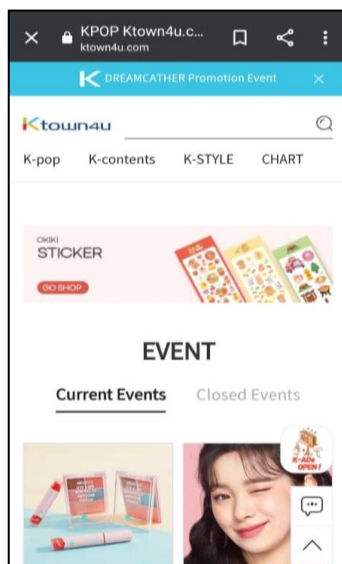 KPOP Ktown4u.c...
ktown4u.com
DREAMCATHER Promotion Event
Ktown4u
K-pop K-contents K-STYLE CHART
OKIKI
STICKER
GO SHOP
EVENT
Current Events Closed Events
K-ADs
OPEN!